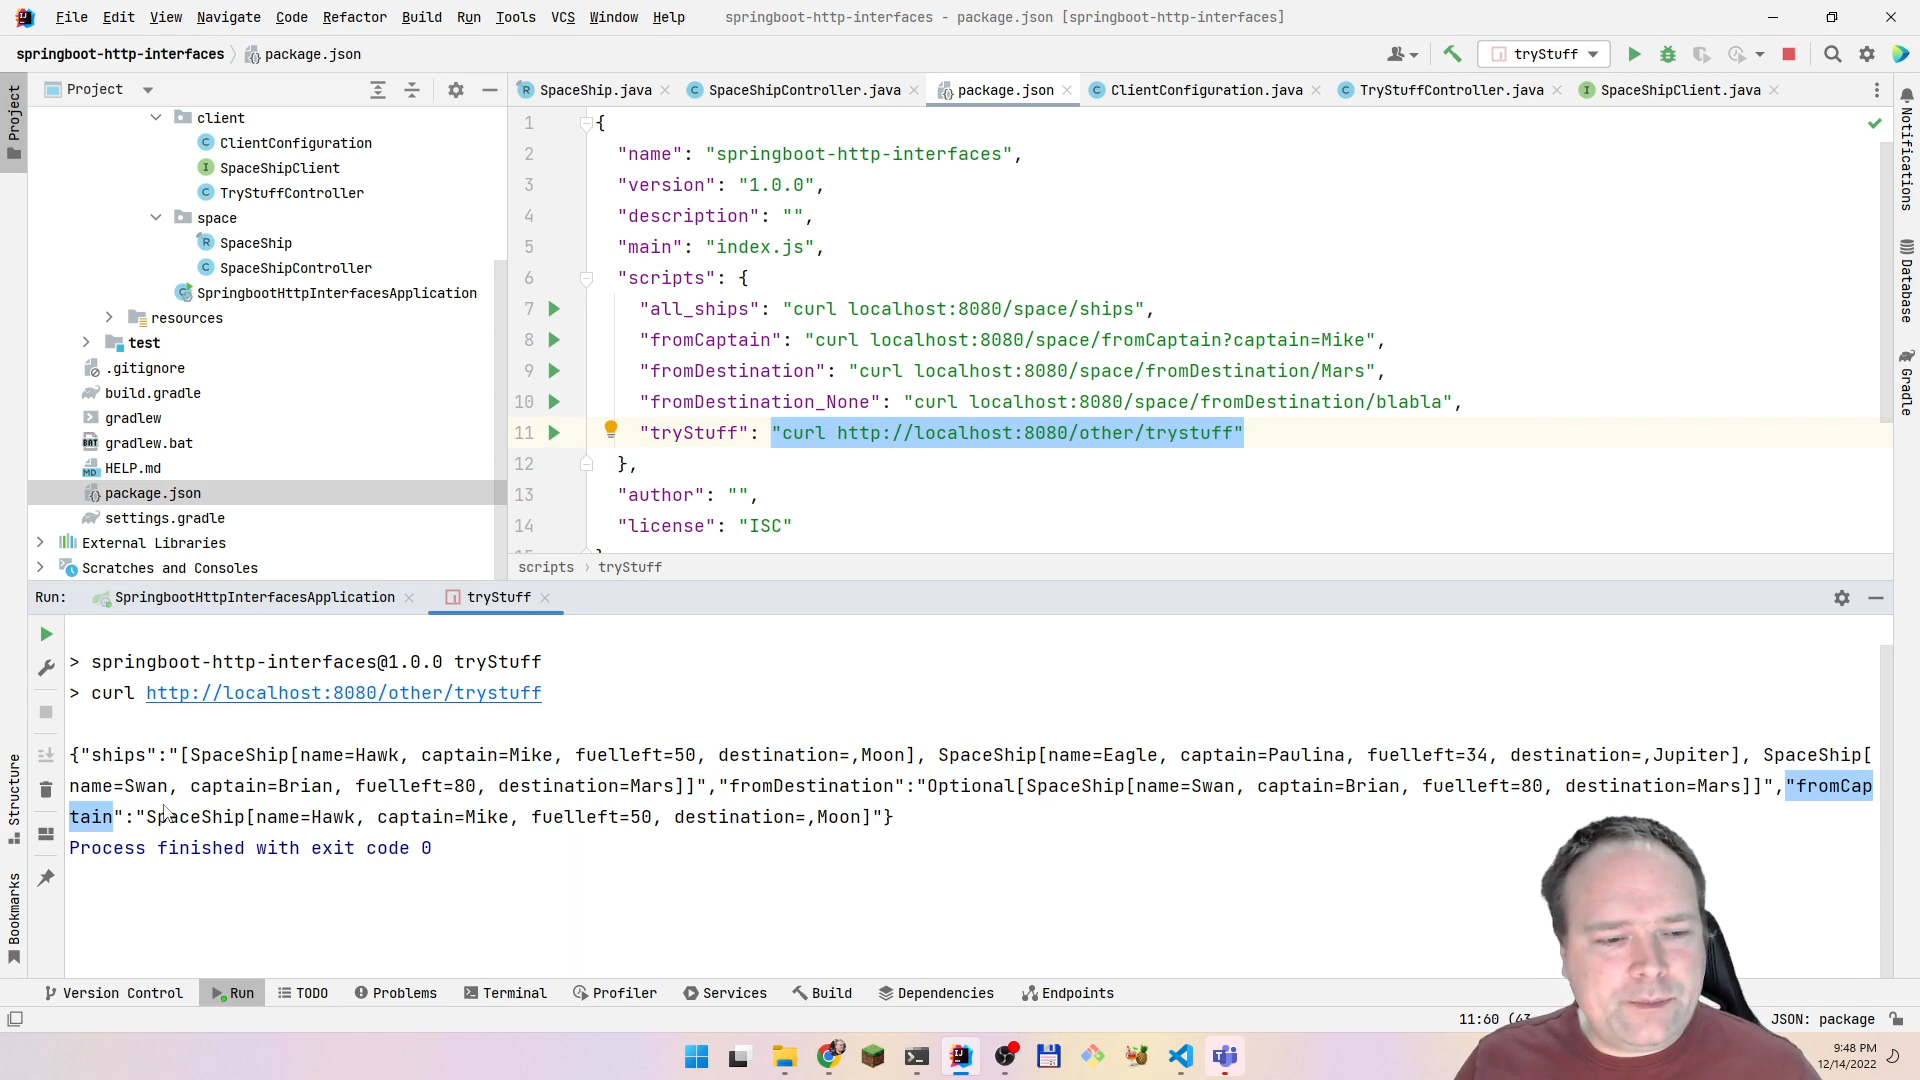 File Edit View Navigate Code Refactor Build Run Tools VCS Window Help springboot-http-interfaces - package.json [springboot-http-interfaces]
springboot-http-interfaces package.json tryStuff
Project
Project
SpaceShip.java SpaceShipController.java package.json ClientConfiguration.java TryStuffController.java SpaceShipClient.java
Notifications
Database
Gradle
client
ClientConfiguration
SpaceShipClient
TryStuffController
space
SpaceShip
SpaceShipController
SpringbootHttpInterfacesApplication
resources
test
.gitignore
build.gradle
gradlew
gradlew.bat
HELP.md
package.json
settings.gradle
External Libraries
Scratches and Consoles
1 {
2 "name": "springboot-http-interfaces",
3 "version": "1.0.0",
4 "description": "",
5 "main": "index.js",
6 "scripts": {
7 "all_ships": "curl localhost:8080/space/ships",
8 "fromCaptain": "curl localhost:8080/space/fromCaptain?captain=Mike",
9 "fromDestination": "curl localhost:8080/space/fromDestination/Mars",
10 "fromDestination_None": "curl localhost:8080/space/fromDestination/blabla",
11 "tryStuff": "curl http://localhost:8080/other/trystuff"
12 },
13 "author": "",
14 "license": "ISC"
scripts › tryStuff
Run: SpringbootHttpInterfacesApplication tryStuff
> springboot-http-interfaces@1.0.0 tryStuff
> curl http://localhost:8080/other/trystuff
{"ships":"[SpaceShip[name=Hawk, captain=Mike, fuelleft=50, destination=,Moon], SpaceShip[name=Eagle, captain=Paulina, fuelleft=34, destination=,Jupiter], SpaceShip[
name=Swan, captain=Brian, fuelleft=80, destination=Mars]]","fromDestination":"Optional[SpaceShip[name=Swan, captain=Brian, fuelleft=80, destination=Mars]]","fromCap
tain":"SpaceShip[name=Hawk, captain=Mike, fuelleft=50, destination=,Moon]"}
Process finished with exit code 0
Structure
Bookmarks
Version Control Run TODO Problems Terminal Profiler Services Build Dependencies Endpoints
11:60 JSON: package
9:48 PM
12/14/2022